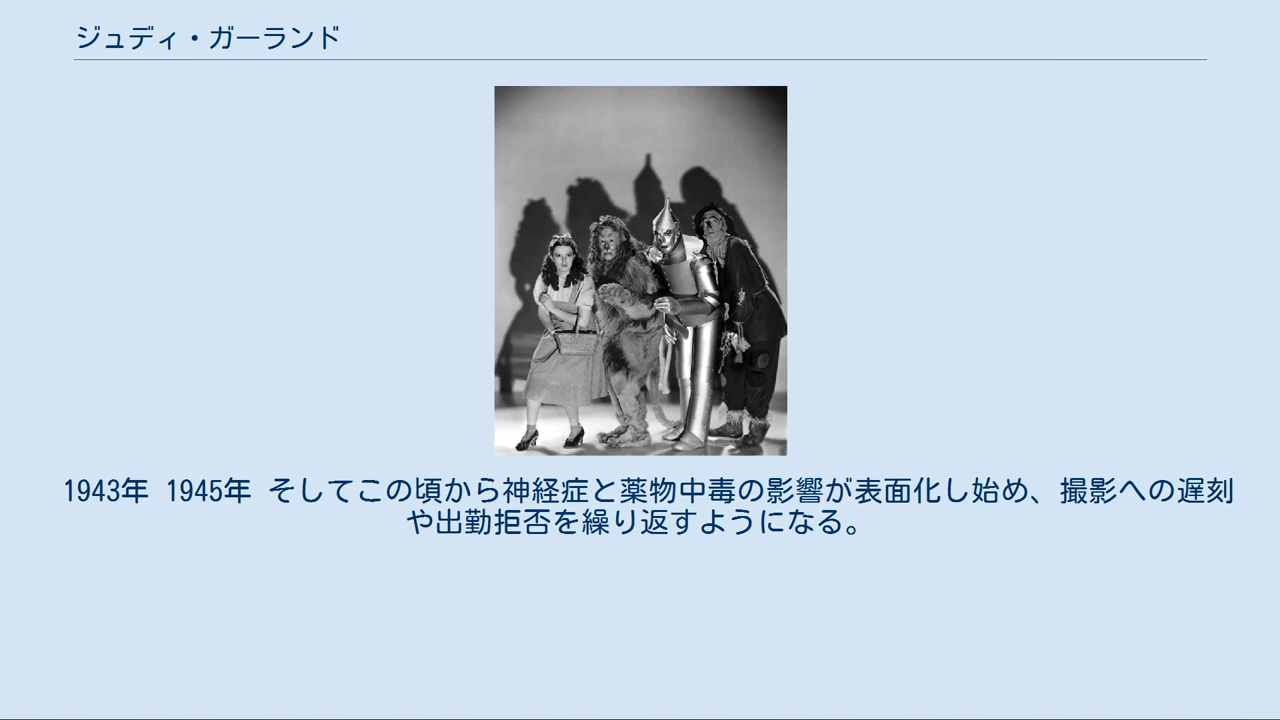 ジュディ・ガーランド
1943年 1945年 そしてこの頃から神経症と薬物中毒の影響が表面化し始め、撮影への遅刻
や出勤拒否を繰り返すようになる。